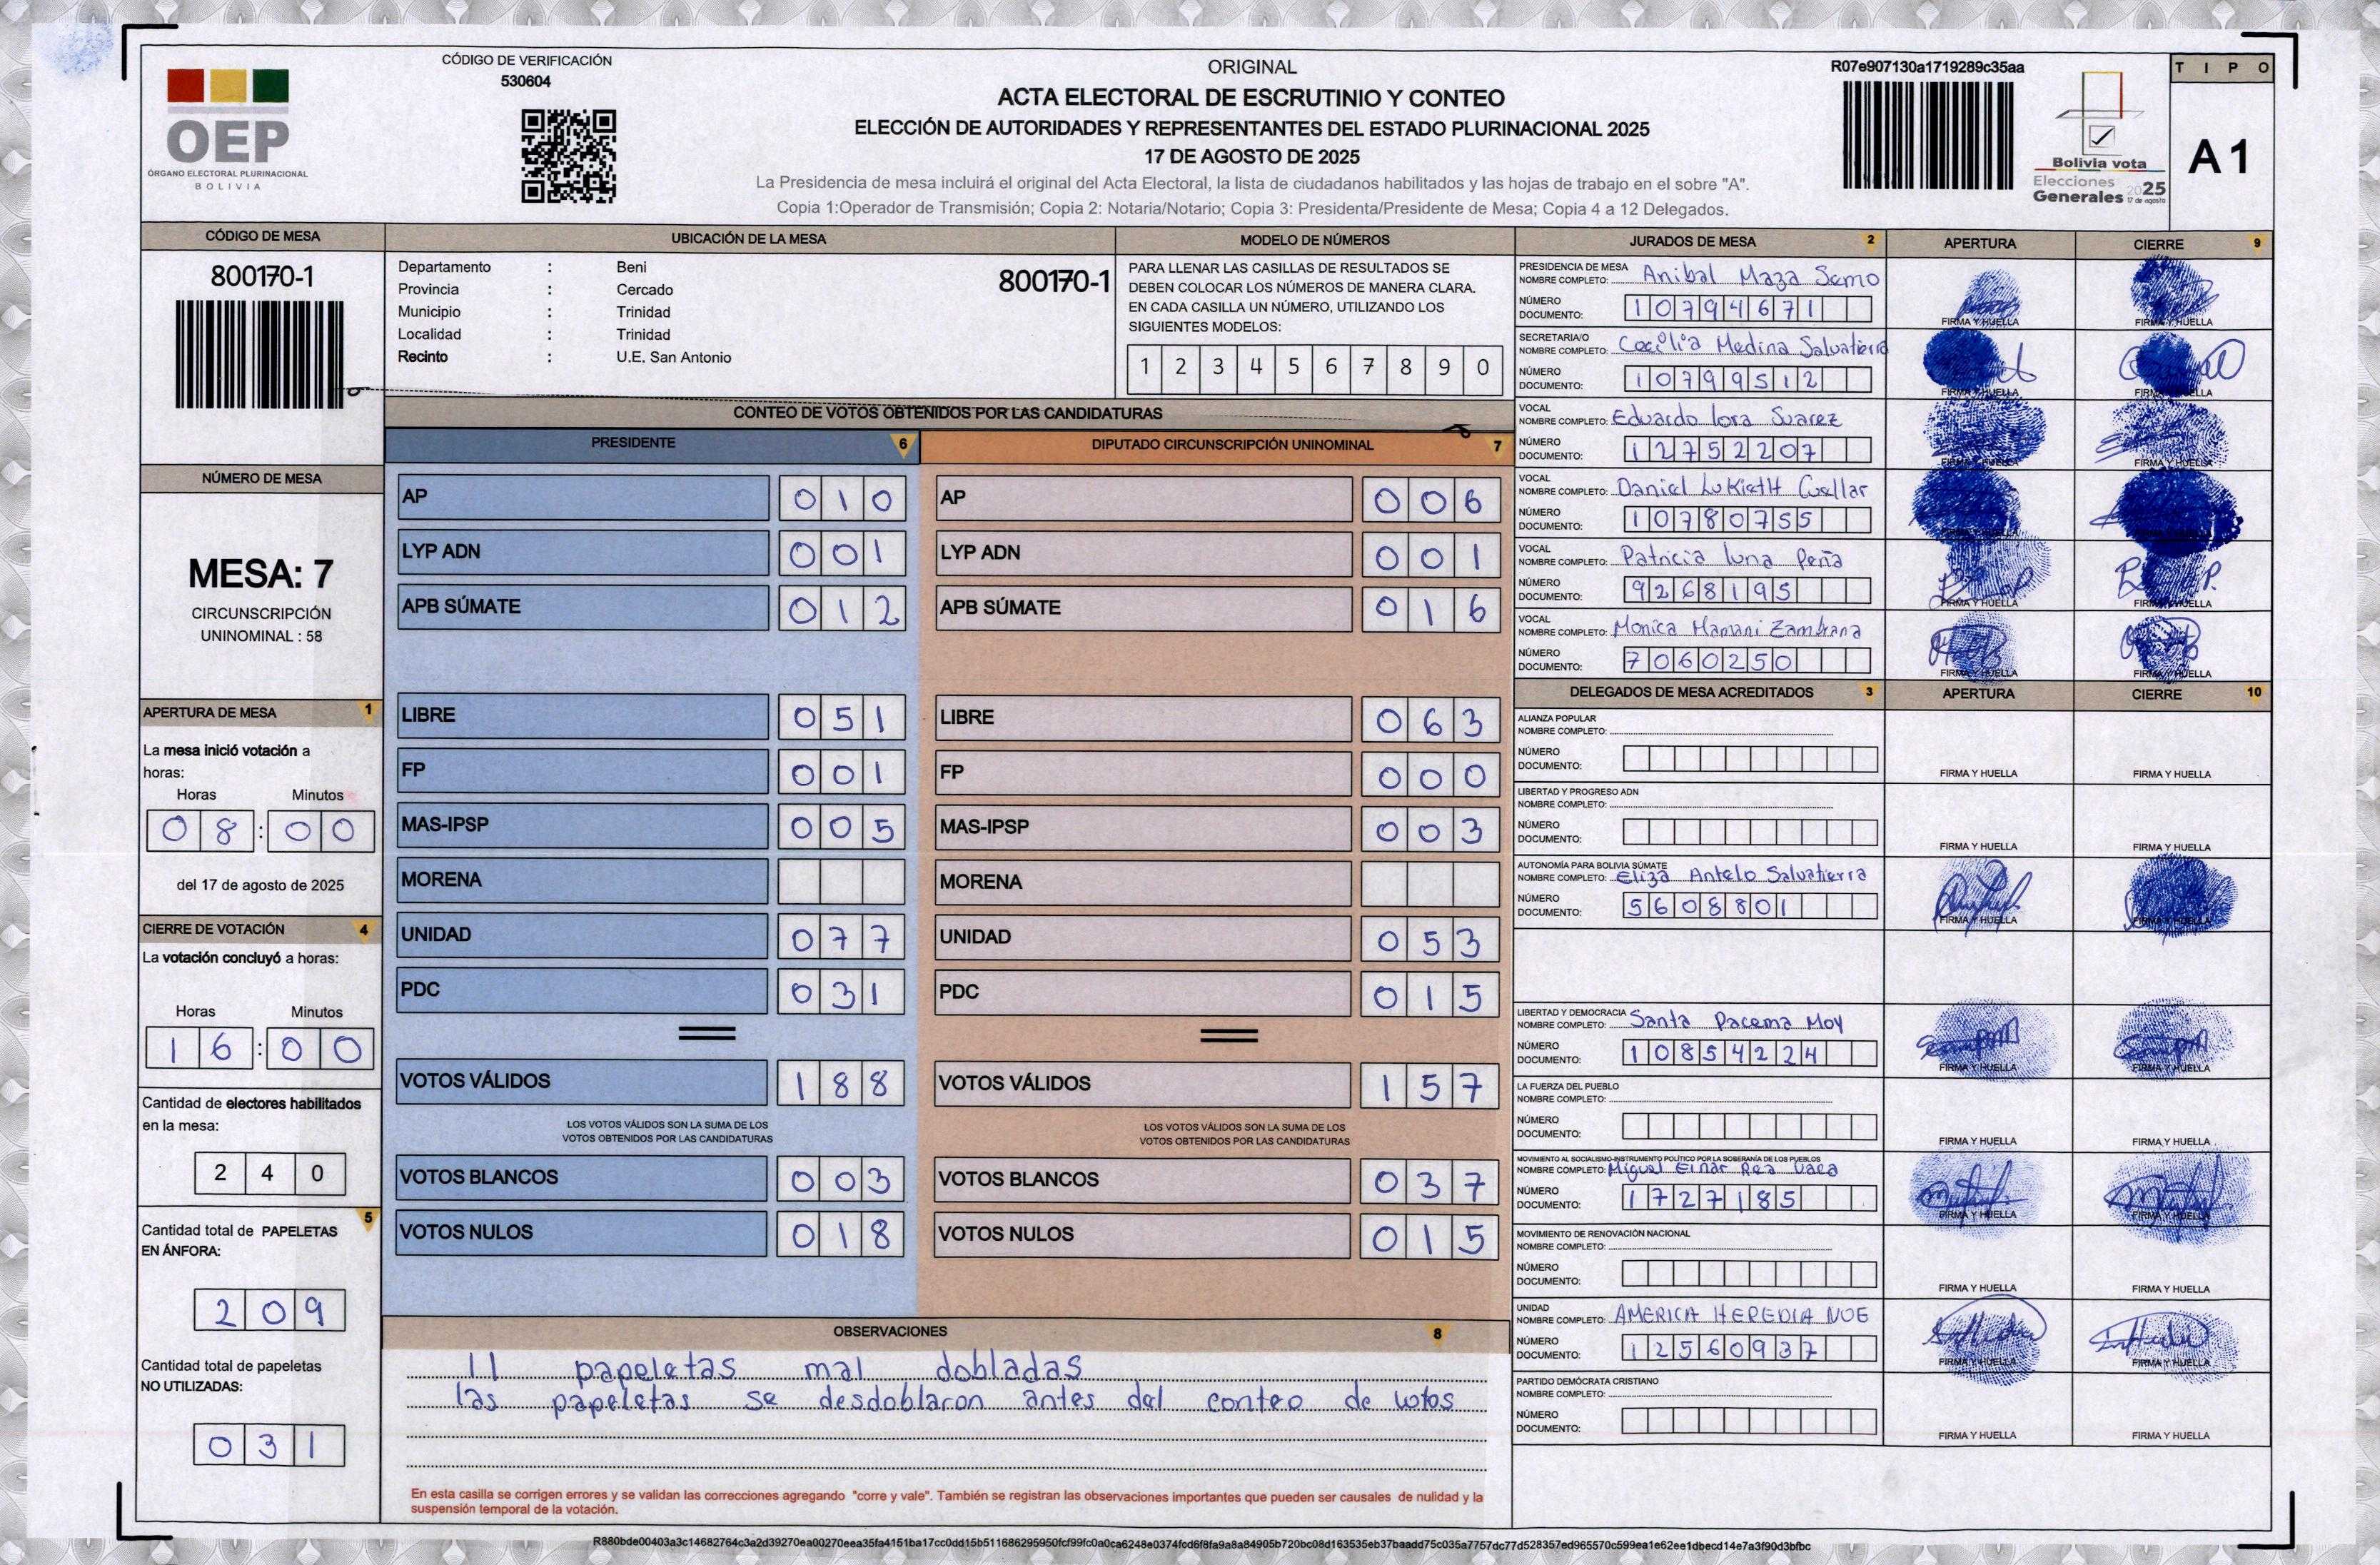 CÓDIGO DE VERIFICACIÓN
530604
OEP
ÓRGANO ELECTORAL PLURINACIONAL
BOLIVIA
ORIGINAL
ACTA ELECTORAL DE ESCRUTINIO Y CONTEO
ELECCIÓN DE AUTORIDADES Y REPRESENTANTES DEL ESTADO PLURINACIONAL 2025
17 DE AGOSTO DE 2025
La Presidencia de mesa incluirá el original del Acta Electoral, la lista de ciudadanos habilitados y las hojas de trabajo en el sobre "A".
Copia 1:Operador de Transmisión; Copia 2: Notaria/Notario; Copia 3: Presidenta/Presidente de Mesa; Copia 4 a 12 Delegados.
R07e907130a1719289c35aa
Bolivia vota
Elecciones
Generales 2025
17 de agosto
TIPO
A1
CÓDIGO DE MESA
800170-1
UBICACIÓN DE LA MESA
Departamento : Beni
Provincia : Cercado
Municipio : Trinidad
Localidad : Trinidad
Recinto : U.E. San Antonio
800170-1
MODELO DE NÚMEROS
PARA LLENAR LAS CASILLAS DE RESULTADOS SE
DEBEN COLOCAR LOS NÚMEROS DE MANERA CLARA.
EN CADA CASILLA UN NÚMERO, UTILIZANDO LOS
SIGUIENTES MODELOS:
1 2 3 4 5 6 7 8 9 0
NÚMERO DE MESA
MESA: 7
CIRCUNSCRIPCIÓN
UNINOMINAL : 58
APERTURA DE MESA 1
La mesa inició votación a
horas:
Horas Minutos
08:00
del 17 de agosto de 2025
CIERRE DE VOTACIÓN 4
La votación concluyó a horas:
Horas Minutos
16:00
Cantidad de electores habilitados
en la mesa:
240
5
Cantidad total de PAPELETAS
EN ÁNFORA:
209
Cantidad total de papeletas
NO UTILIZADAS:
031
CONTEO DE VOTOS OBTENIDOS POR LAS CANDIDATURAS
PRESIDENTE 6
AP 010
LYP ADN 001
APB SÚMATE 012
LIBRE 051
FP 001
MAS-IPSP 005
MORENA
UNIDAD 077
PDC 031
VOTOS VÁLIDOS 188
LOS VOTOS VÁLIDOS SON LA SUMA DE LOS
VOTOS OBTENIDOS POR LAS CANDIDATURAS
VOTOS BLANCOS 003
VOTOS NULOS 018
DIPUTADO CIRCUNSCRIPCIÓN UNINOMINAL 7
AP 006
LYP ADN 001
APB SÚMATE 016
LIBRE 063
FP 000
MAS-IPSP 003
MORENA
UNIDAD 053
PDC 015
VOTOS VÁLIDOS 157
LOS VOTOS VÁLIDOS SON LA SUMA DE LOS
VOTOS OBTENIDOS POR LAS CANDIDATURAS
VOTOS BLANCOS 037
VOTOS NULOS 015
OBSERVACIONES 8
11 papeletas mal dobladas
las papeletas se desdoblaron antes del conteo de votos
En esta casilla se corrigen errores y se validan las correcciones agregando "corre y vale". También se registran las observaciones importantes que pueden ser causales de nulidad y la
suspensión temporal de la votación.
JURADOS DE MESA 2 APERTURA CIERRE 9
PRESIDENCIA DE MESA
NOMBRE COMPLETO: Anibal Maza Semo
NÚMERO
DOCUMENTO: 10794671
FIRMA Y HUELLA FIRMA Y HUELLA
SECRETARIA/O
NOMBRE COMPLETO: Cecilia Medina Salvatierra
NÚMERO
DOCUMENTO: 10799512
FIRMA Y HUELLA FIRMA Y HUELLA
VOCAL
NOMBRE COMPLETO: Eduardo lora Suarez
NÚMERO
DOCUMENTO: 12752207
FIRMA Y HUELLA FIRMA Y HUELLA
VOCAL
NOMBRE COMPLETO: Daniel Cuellar
NÚMERO
DOCUMENTO: 10780755
VOCAL
NOMBRE COMPLETO: Patricia luna Peña
NÚMERO
DOCUMENTO: 9268195
FIRMA Y HUELLA FIRMA Y HUELLA
VOCAL
NOMBRE COMPLETO: Monica Mamani Zambrana
NÚMERO
DOCUMENTO: 7060250
FIRMA Y HUELLA FIRMA Y HUELLA
DELEGADOS DE MESA ACREDITADOS 3 APERTURA CIERRE 10
ALIANZA POPULAR
NOMBRE COMPLETO:
NÚMERO
DOCUMENTO:
FIRMA Y HUELLA FIRMA Y HUELLA
LIBERTAD Y PROGRESO ADN
NOMBRE COMPLETO:
NÚMERO
DOCUMENTO:
FIRMA Y HUELLA FIRMA Y HUELLA
AUTONOMÍA PARA BOLIVIA SÚMATE
NOMBRE COMPLETO: Eliza Antelo Salvatierra
NÚMERO
DOCUMENTO: 5608801
FIRMA Y HUELLA FIRMA Y HUELLA
LIBERTAD Y DEMOCRACIA
NOMBRE COMPLETO: Santa Pacema Moy
NÚMERO
DOCUMENTO: 10854224
FIRMA Y HUELLA FIRMA Y HUELLA
LA FUERZA DEL PUEBLO
NOMBRE COMPLETO:
NÚMERO
DOCUMENTO:
FIRMA Y HUELLA FIRMA Y HUELLA
MOVIMIENTO AL SOCIALISMO-INSTRUMENTO POLÍTICO POR LA SOBERANÍA DE LOS PUEBLOS
NOMBRE COMPLETO: Miguel Einar Rea Vaca
NÚMERO
DOCUMENTO: 1727185
FIRMA Y HUELLA FIRMA Y HUELLA
MOVIMIENTO DE RENOVACIÓN NACIONAL
NOMBRE COMPLETO:
NÚMERO
DOCUMENTO:
FIRMA Y HUELLA FIRMA Y HUELLA
UNIDAD
NOMBRE COMPLETO: AMERICA HEREDIA NOE
NÚMERO
DOCUMENTO: 12560937
FIRMA Y HUELLA FIRMA Y HUELLA
PARTIDO DEMÓCRATA CRISTIANO
NOMBRE COMPLETO:
NÚMERO
DOCUMENTO:
FIRMA Y HUELLA FIRMA Y HUELLA